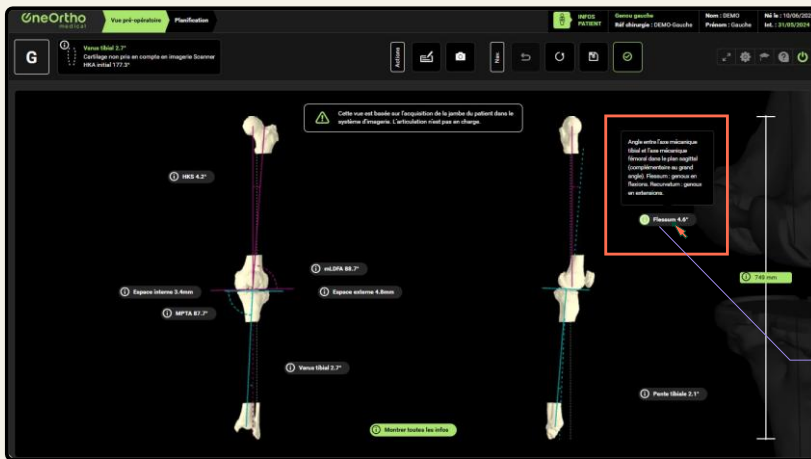 OneOrtho
medical
Vue pré-opératoire
Planification
INFOS
PATIENT
Genou gauche
Réf chirurgie : DEMO-Gauche
Nom : DEMO
Prénom : Gauche
Né le : 10/06/202
Int. : 31/05/2024
G
Varus tibial 2.7°
Cartilage non pris en compte en imagerie Scanner
HKA initial 177.3°
Actions
Nav
Cette vue est basée sur l'acquisition de la jambe du patient dans le
système d'imagerie. L'articulation n'est pas en charge.
Angle entre l'axe mécanique
tibial et l'axe mécanique
fémoral dans le plan sagittal
(complémentaire au grand
angle). Flessum : genoux en
flexions. Recurvatum : genoux
en extensions.
HKS 4.2°
Flessum 4.6°
mLDFA 88.7°
749 mm
Espace interne 3.4mm
Espace externe 4.8mm
MPTA 87.7°
Varus tibial 2.7°
Pente tibiale 2.1°
Montrer toutes les infos